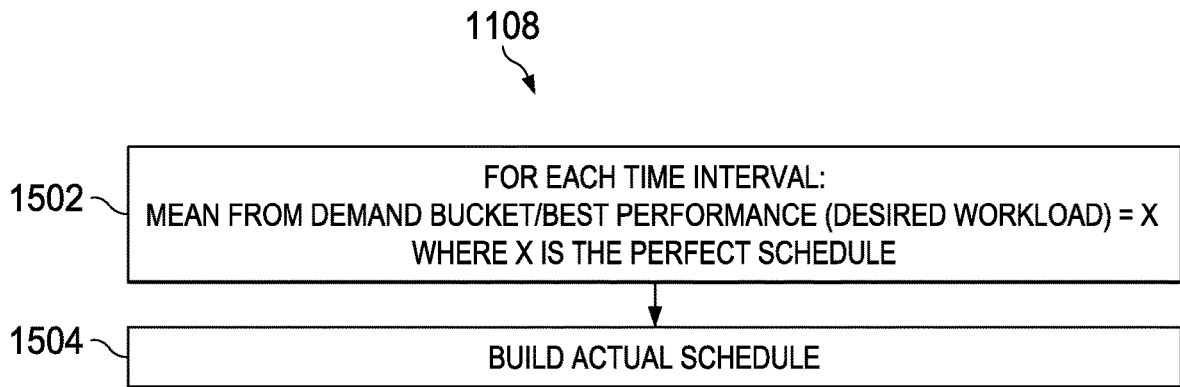 1108
1502
FOR EACH TIME INTERVAL:
MEAN FROM DEMAND BUCKET/BEST PERFORMANCE (DESIRED WORKLOAD) = X
WHERE X IS THE PERFECT SCHEDULE
1504
BUILD ACTUAL SCHEDULE